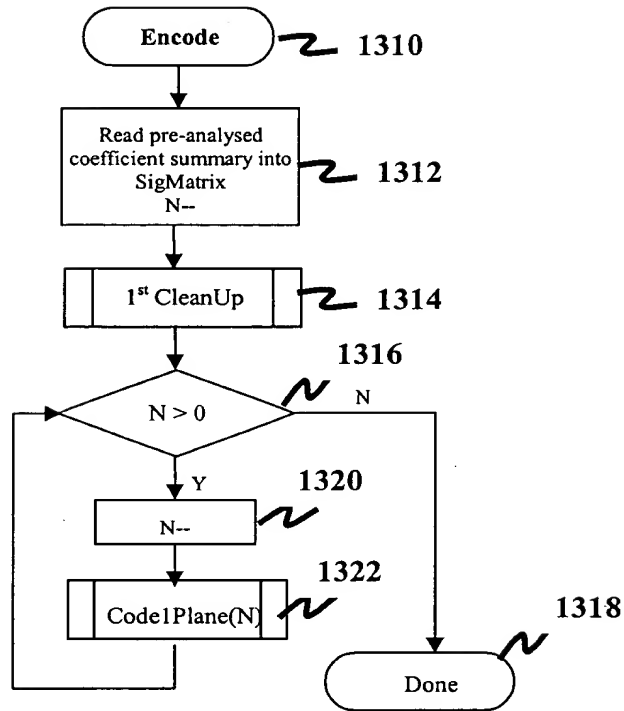 Encode
1310
Read pre-analysed
coefficient summary into
SigMatrix
N--
1312
1st CleanUp
1314
1316
N > 0
N
Y
1320
N--
1322
Code1Plane(N)
1318
Done